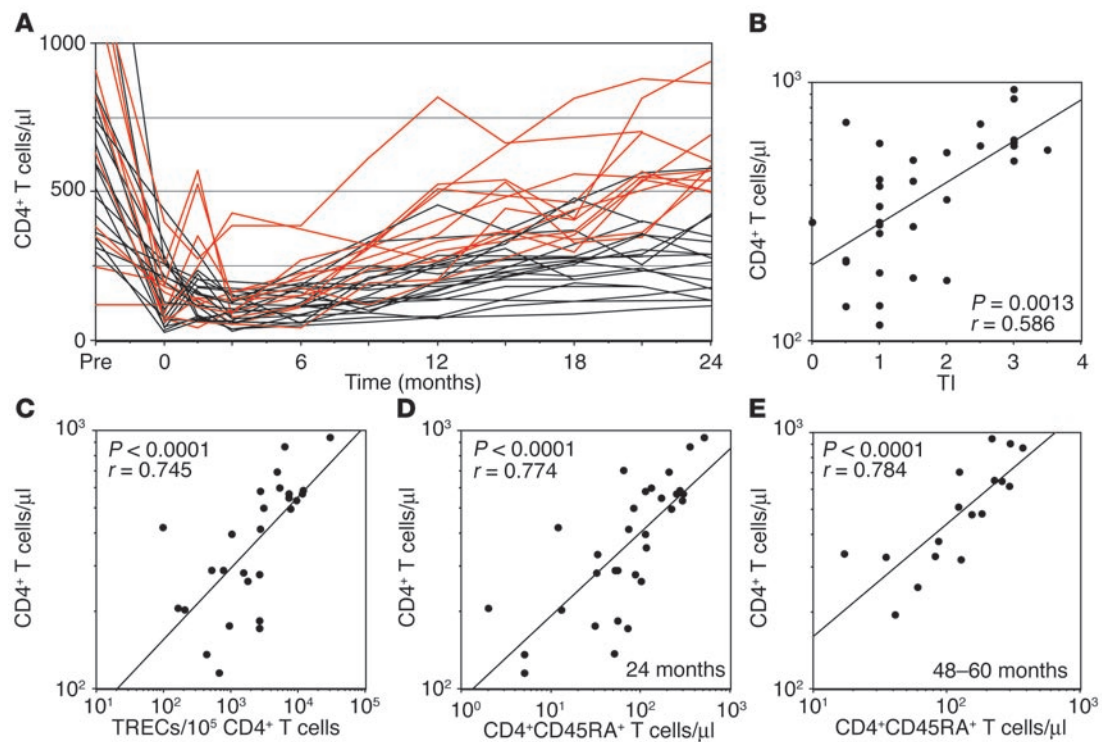 A
1000
500
0
CD4⁺ T cells/µl
Pre 0 6 12 18 24
Time (months)
B
10³
10²
CD4⁺ T cells/µl
P = 0.0013
r = 0.586
0 1 2 3 4
TI
C
10³
10²
CD4⁺ T cells/µl
P < 0.0001
r = 0.745
10¹ 10² 10³ 10⁴ 10⁵
TRECs/10⁵ CD4⁺ T cells
D
10³
10²
CD4⁺ T cells/µl
P < 0.0001
r = 0.774
24 months
10⁰ 10¹ 10² 10³
CD4⁺CD45RA⁺ T cells/µl
E
10³
10²
CD4⁺ T cells/µl
P < 0.0001
r = 0.784
48–60 months
10¹ 10² 10³
CD4⁺CD45RA⁺ T cells/µl